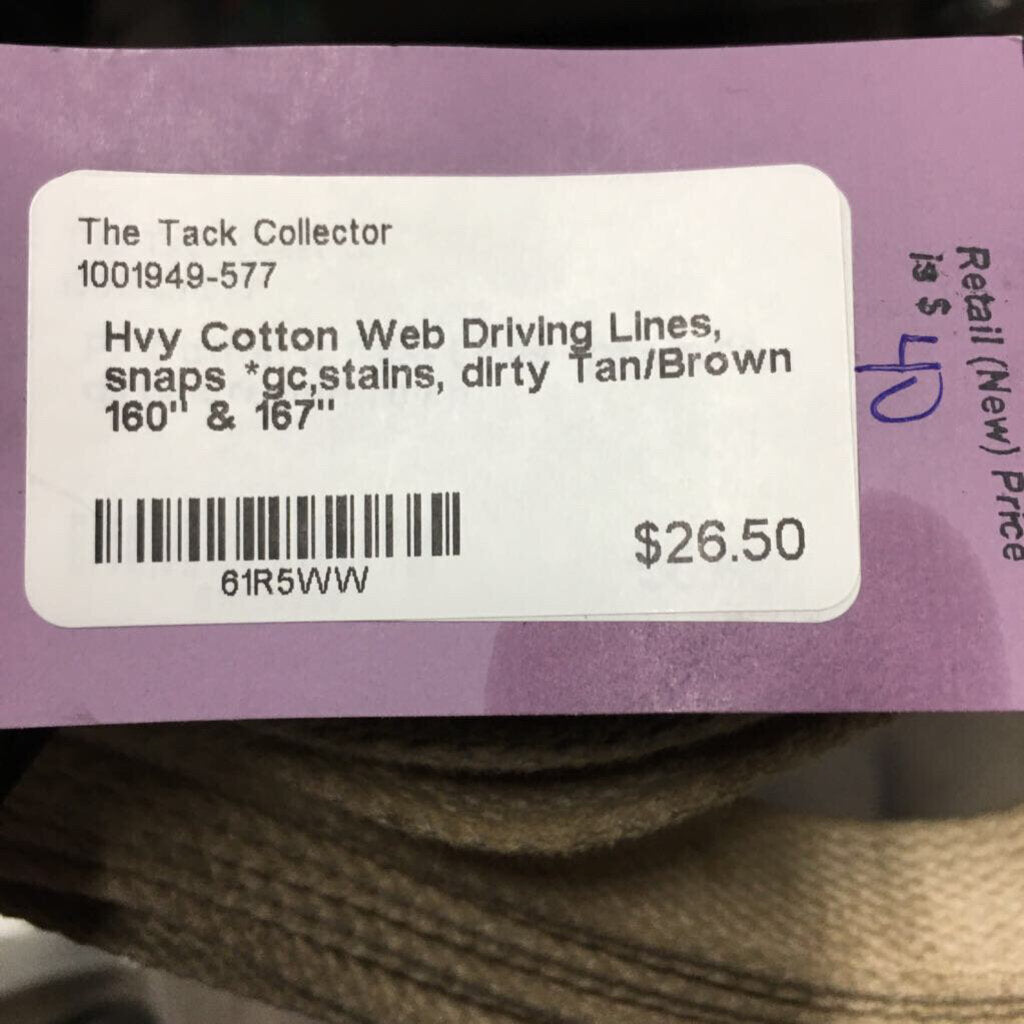 The Tack Collector
1001949-577
Hvy Cotton Web Driving Lines,
snaps *gc,stains, dirty Tan/Brown
160" & 167"
61R5WW
$26.50
Retail (New) Price
is $ 40